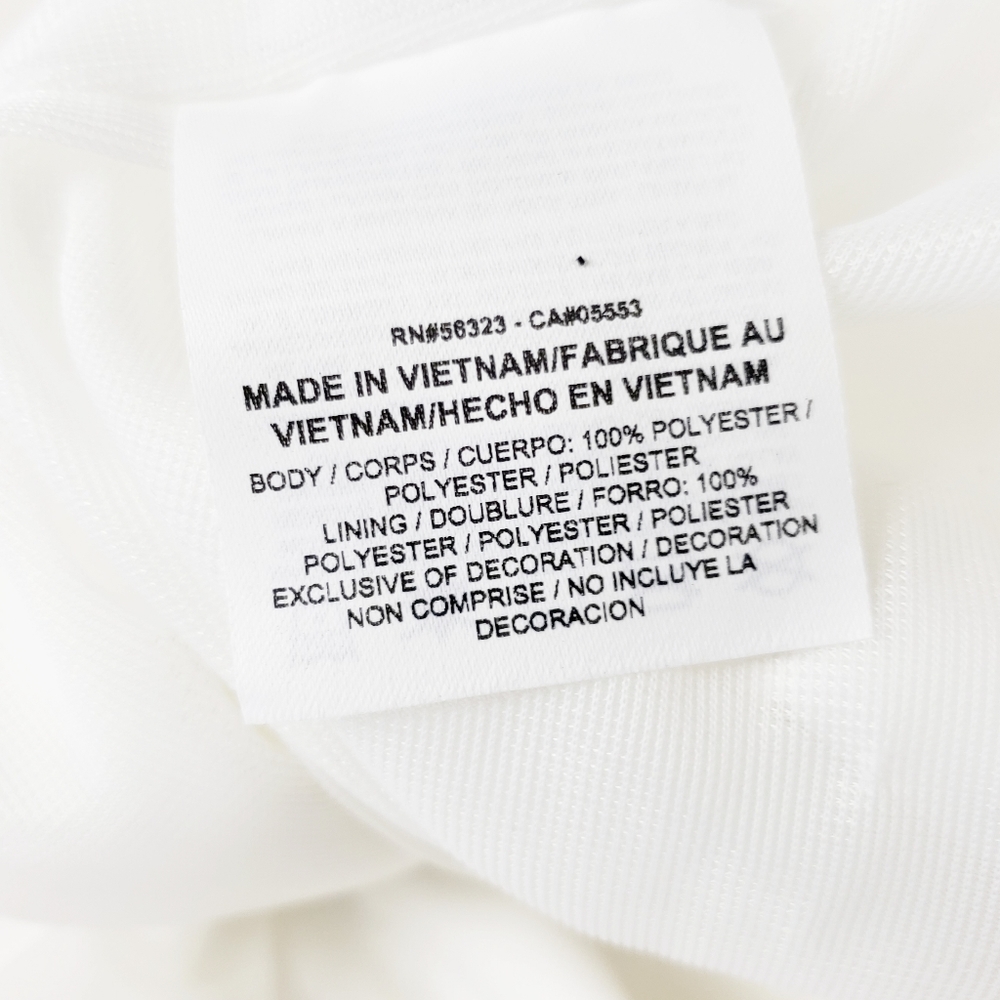 RN#56323 - CA#05553
MADE IN VIETNAM/FABRIQUE AU
VIETNAM/HECHO EN VIETNAM
BODY / CORPS / CUERPO: 100% POLYESTER /
POLYESTER / POLIESTER
LINING / DOUBLURE / FORRO: 100%
POLYESTER / POLYESTER / POLIESTER
EXCLUSIVE OF DECORATION / DECORATION
NON COMPRISE / NO INCLUYE LA
DECORACION